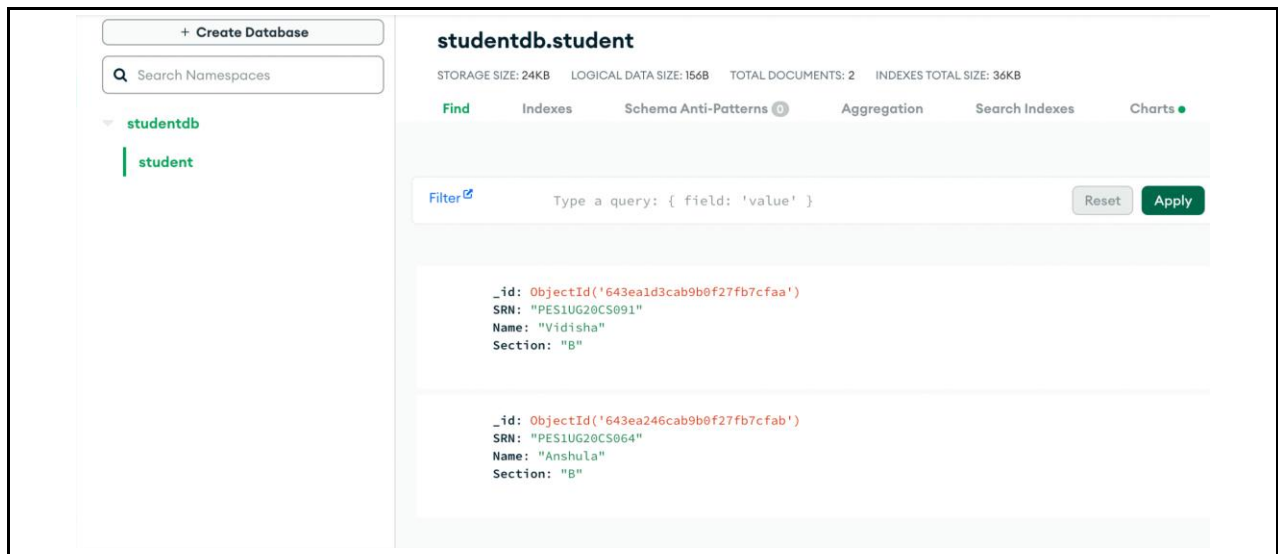 + Create Database
Search Namespaces
studentdb
student
studentdb.student
STORAGE SIZE: 24KB LOGICAL DATA SIZE: 156B TOTAL DOCUMENTS: 2 INDEXES TOTAL SIZE: 36KB
Find Indexes Schema Anti-Patterns 0 Aggregation Search Indexes Charts
Filter Type a query: { field: 'value' } Reset Apply
_id: ObjectId('643ea1d3cab9b0f27fb7cfaa')
SRN: "PES1UG20CS091"
Name: "Vidisha"
Section: "B"
_id: ObjectId('643ea246cab9b0f27fb7cfab')
SRN: "PES1UG20CS064"
Name: "Anshula"
Section: "B"